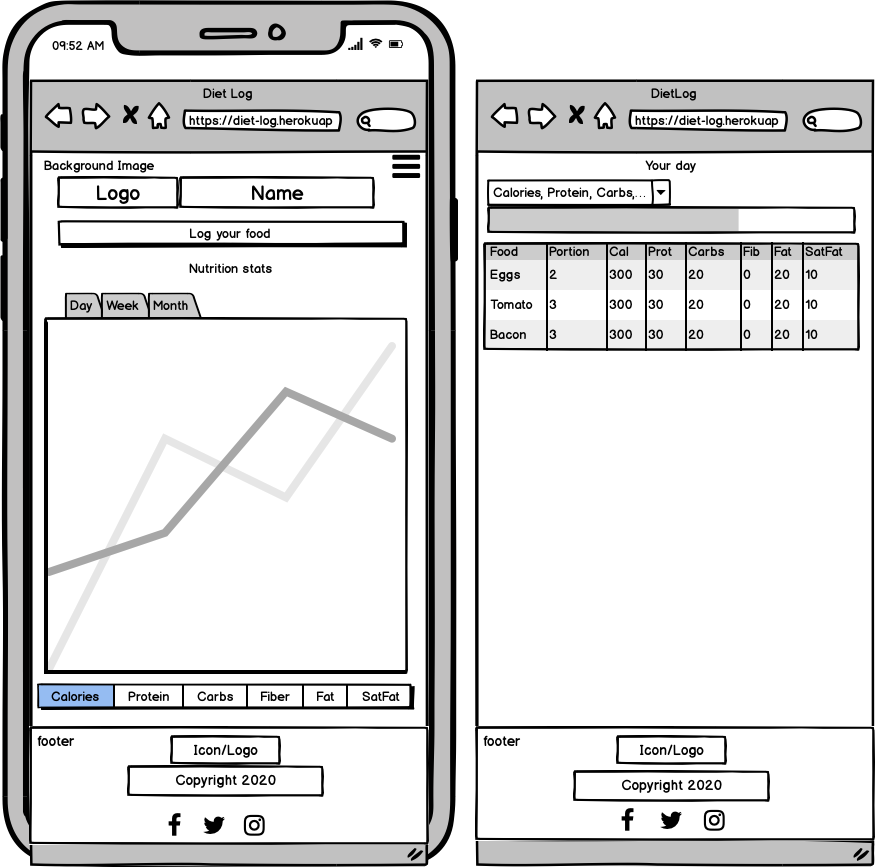 09:52 AM
Diet Log
https://diet-log.herokuap
Background Image
Logo Name
Log your food
Nutrition stats
Day Week Month
Calories Protein Carbs Fiber Fat SatFat
footer
Icon/Logo
Copyright 2020
DietLog
https://diet-log.herokuap
Your day
Calories, Protein, Carbs,...
Food Portion Cal Prot Carbs Fib Fat SatFat
Eggs 2 300 30 20 0 20 10
Tomato 3 300 30 20 0 20 10
Bacon 3 300 30 20 0 20 10
footer
Icon/Logo
Copyright 2020